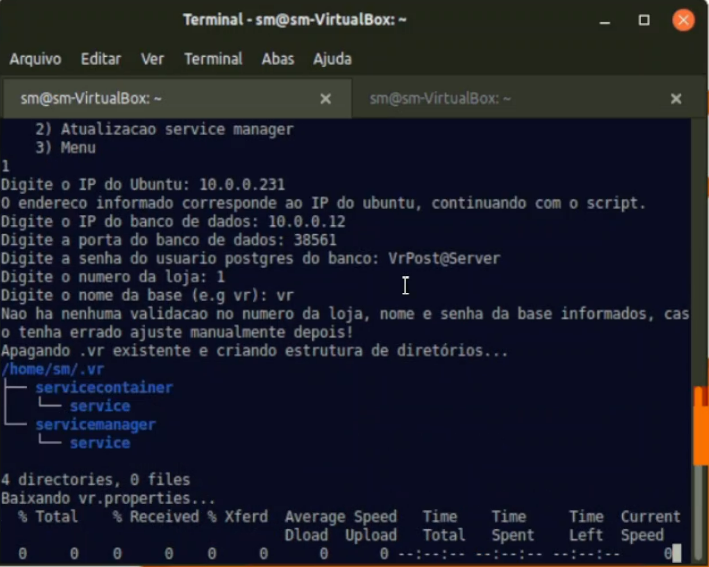 Terminal - sm@sm-VirtualBox: ~
Arquivo Editar Ver Terminal Abas Ajuda
sm@sm-VirtualBox: ~ sm@sm-VirtualBox: ~
2) Atualizacao service manager
3) Menu
1
Digite o IP do Ubuntu: 10.0.0.231
O endereco informado corresponde ao IP do ubuntu, continuando com o script.
Digite o IP do banco de dados: 10.0.0.12
Digite a porta do banco de dados: 38561
Digite a senha do usuario postgres do banco: VrPost@Server
Digite o numero da loja: 1
Digite o nome da base (e.g vr): vr
Nao ha nenhuma validacao no numero da loja, nome e senha da base informados, cas
o tenha errado ajuste manualmente depois!
Apagando .vr existente e criando estrutura de diretórios...
/home/sm/.vr
├── servicecontainer
│   └── service
└── servicemanager
    └── service
4 directories, 0 files
Baixando vr.properties...
% Total % Received % Xferd Average Speed Time Time Time Current
Dload Upload Total Spent Left Speed
0 0 0 0 0 0 0 0 --:--:-- --:--:-- --:--:-- 0